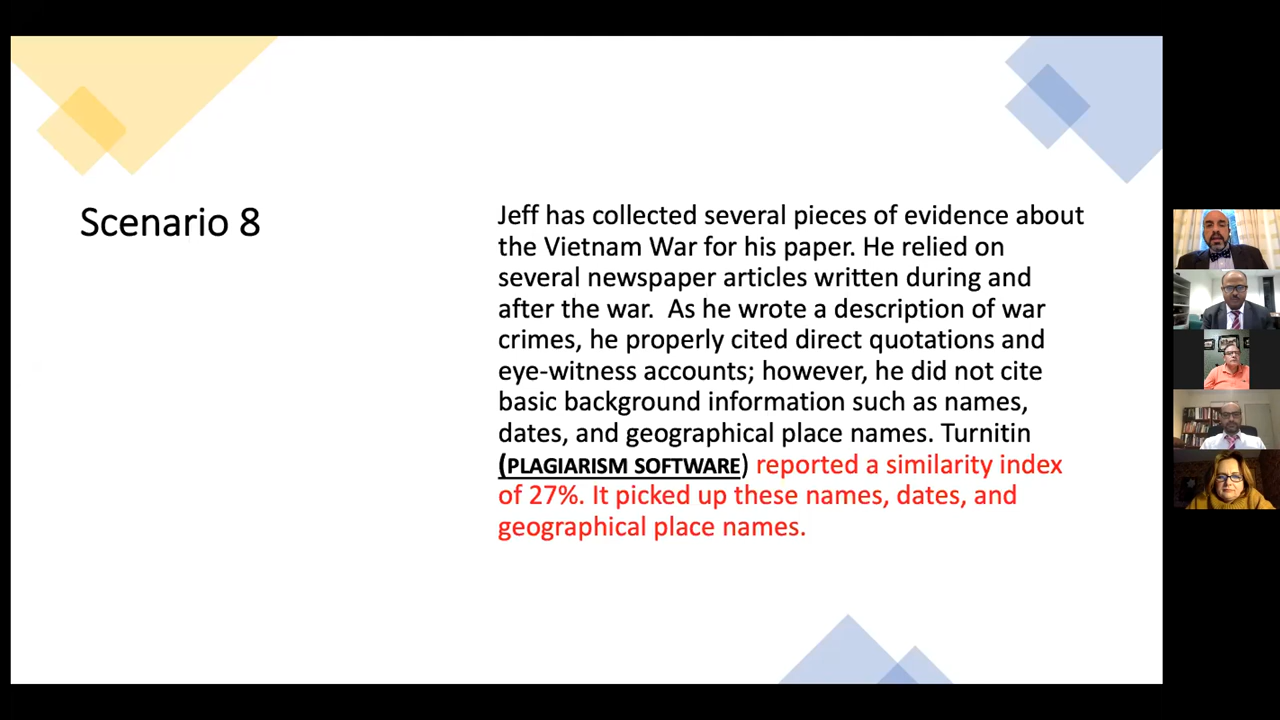 Scenario 8
Jeff has collected several pieces of evidence about
the Vietnam War for his paper. He relied on
several newspaper articles written during and
after the war.  As he wrote a description of war
crimes, he properly cited direct quotations and
eye-witness accounts; however, he did not cite
basic background information such as names,
dates, and geographical place names. Turnitin
(PLAGIARISM SOFTWARE) reported a similarity index
of 27%. It picked up these names, dates, and
geographical place names.